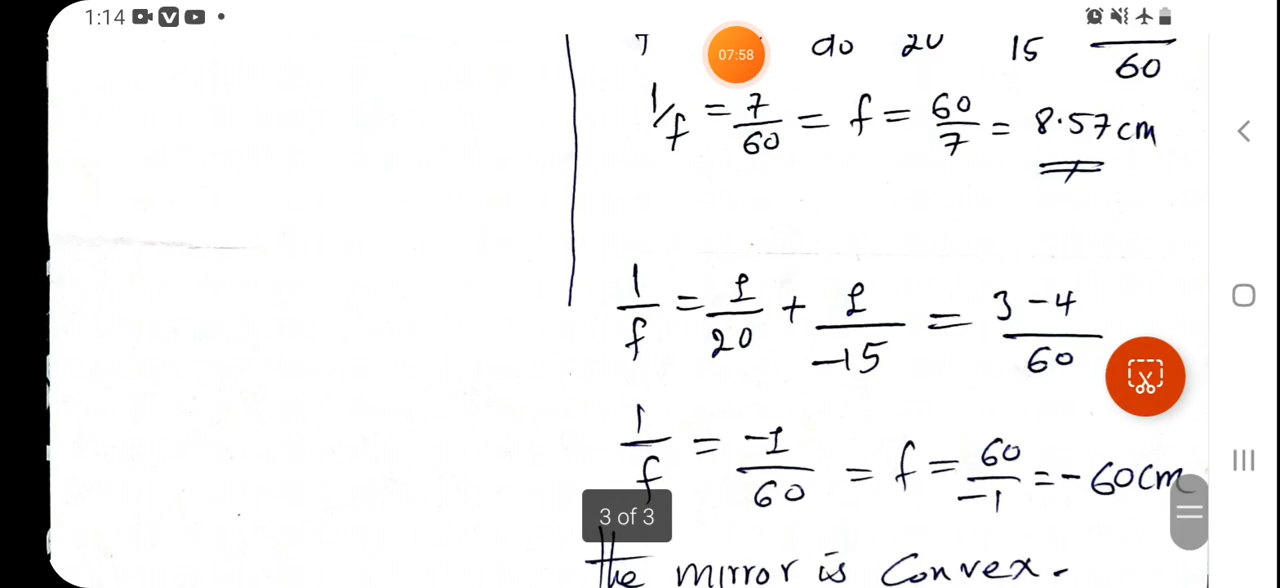 1:14
07:58
do 20 15 60
1/f = 7/60 = f = 60/7 = 8.57cm
1/f = 1/20 + 1/-15 = 3-4/60
1/f = -1/60 = f = 60/-1 = -60cm
3 of 3
The mirror is Convex.